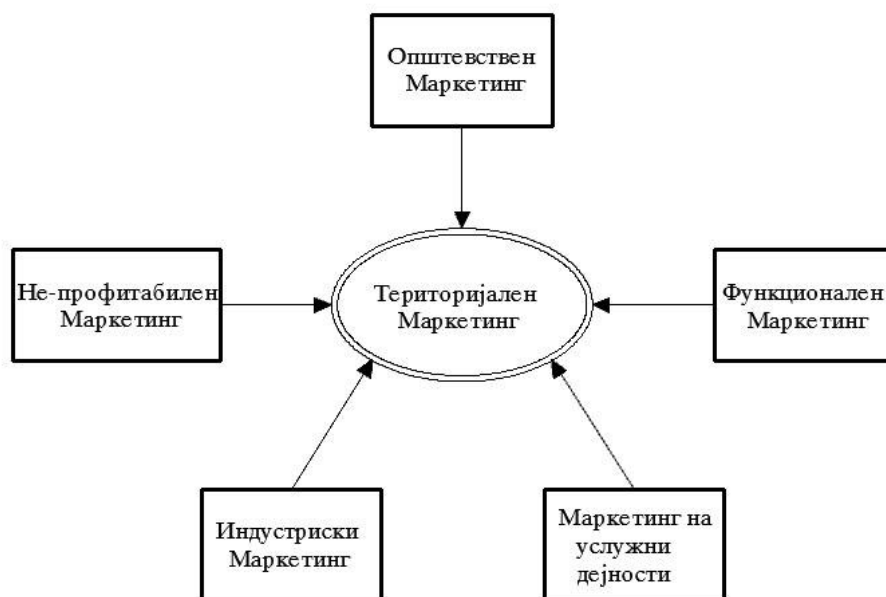 Општевствен
Маркетинг
Не-профитабилен
Маркетинг
Територијален
Маркетинг
Функционален
Маркетинг
Индустриски
Маркетинг
Маркетинг на
услужни
дејности